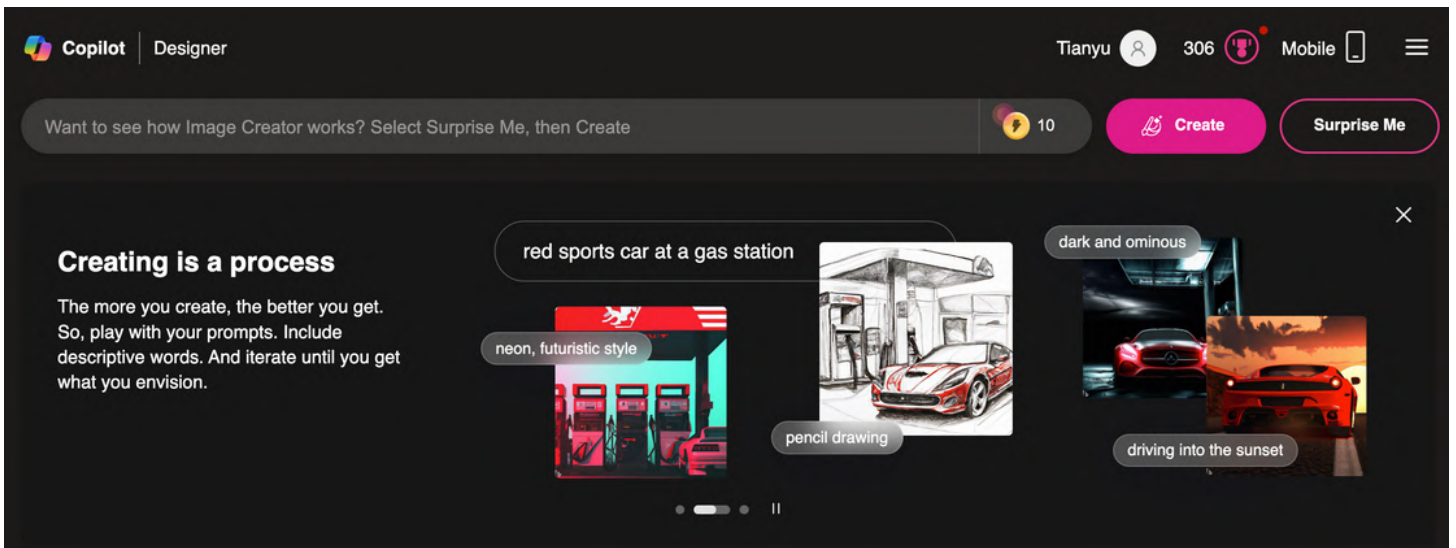 Copilot Designer
Tianyu 306 Mobile
Want to see how Image Creator works? Select Surprise Me, then Create
10
Create
Surprise Me
Creating is a process
The more you create, the better you get.
So, play with your prompts. Include
descriptive words. And iterate until you get
what you envision.
red sports car at a gas station
neon, futuristic style
pencil drawing
dark and ominous
driving into the sunset